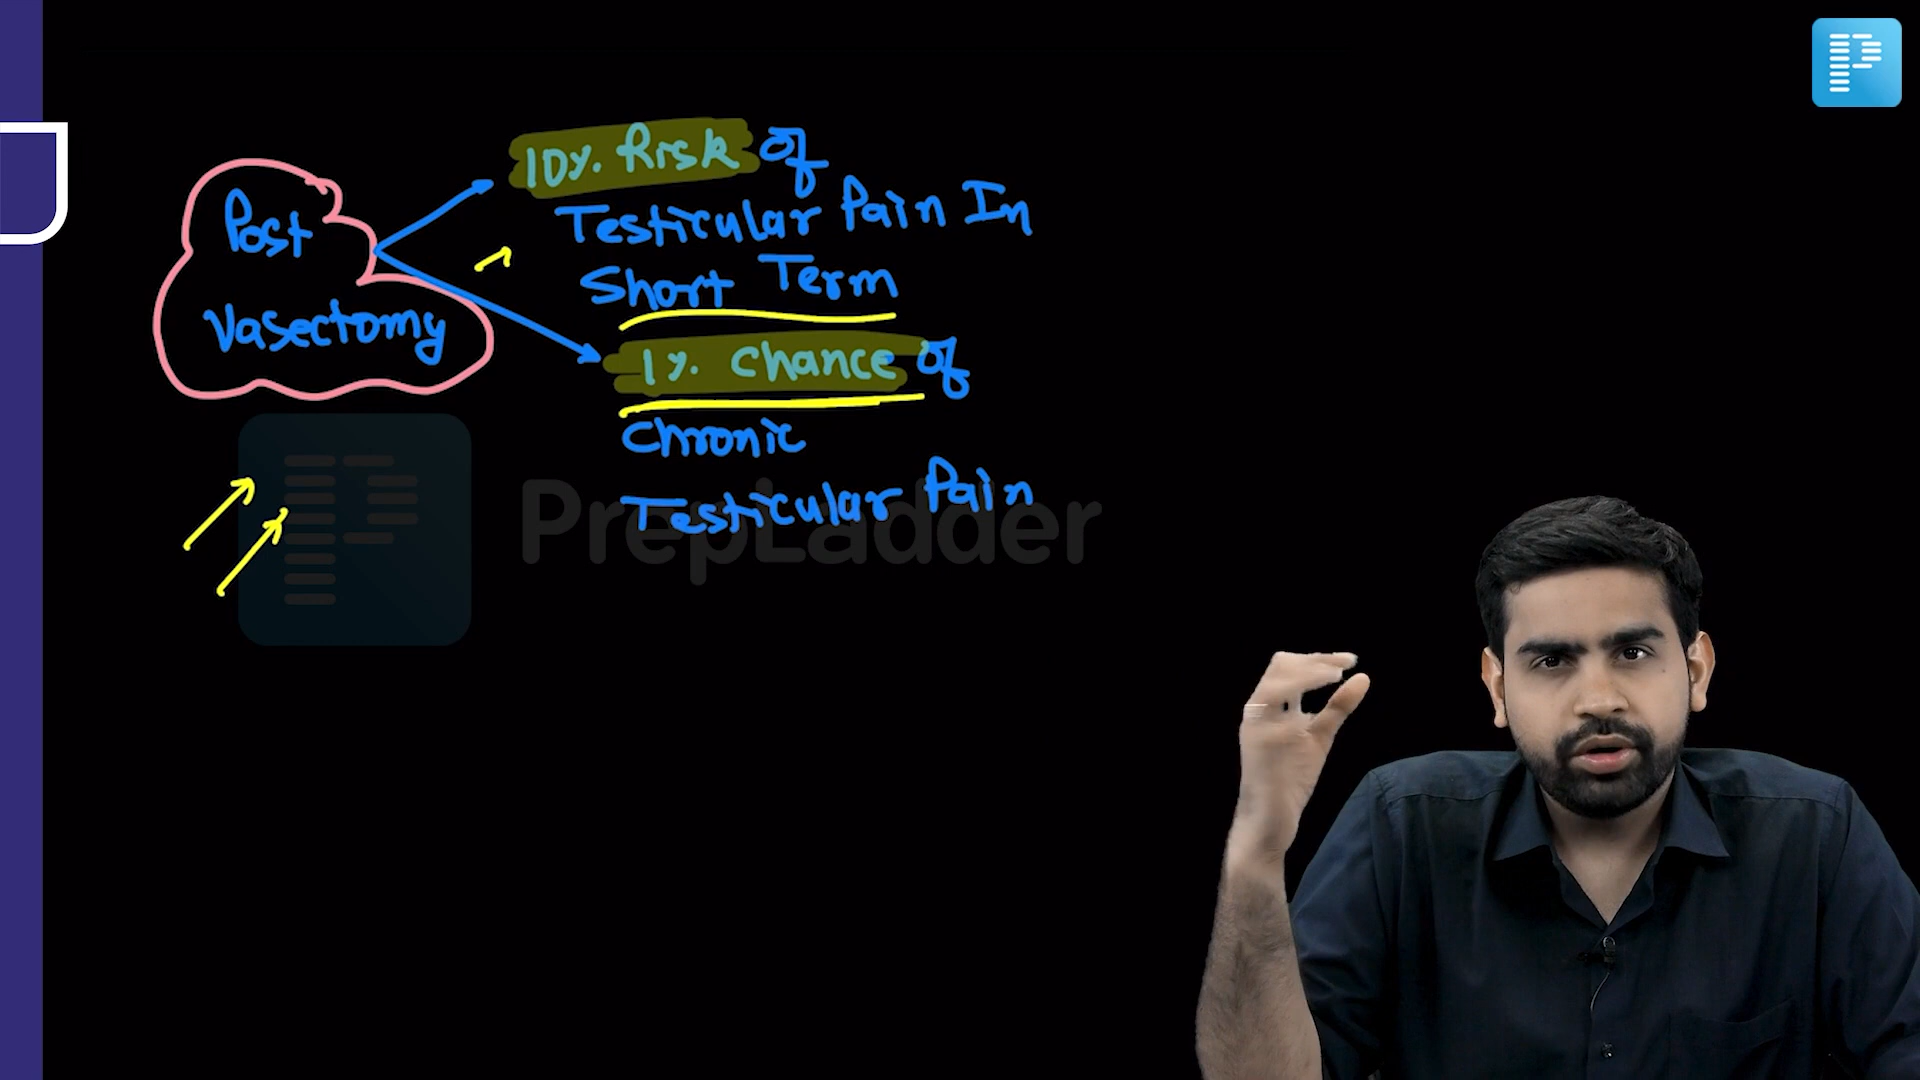 Post
Vasectomy
10%. Risk of
Testicular Pain In
Short Term
1%. Chance of
Chronic
Testicular Pain
PrepLadder